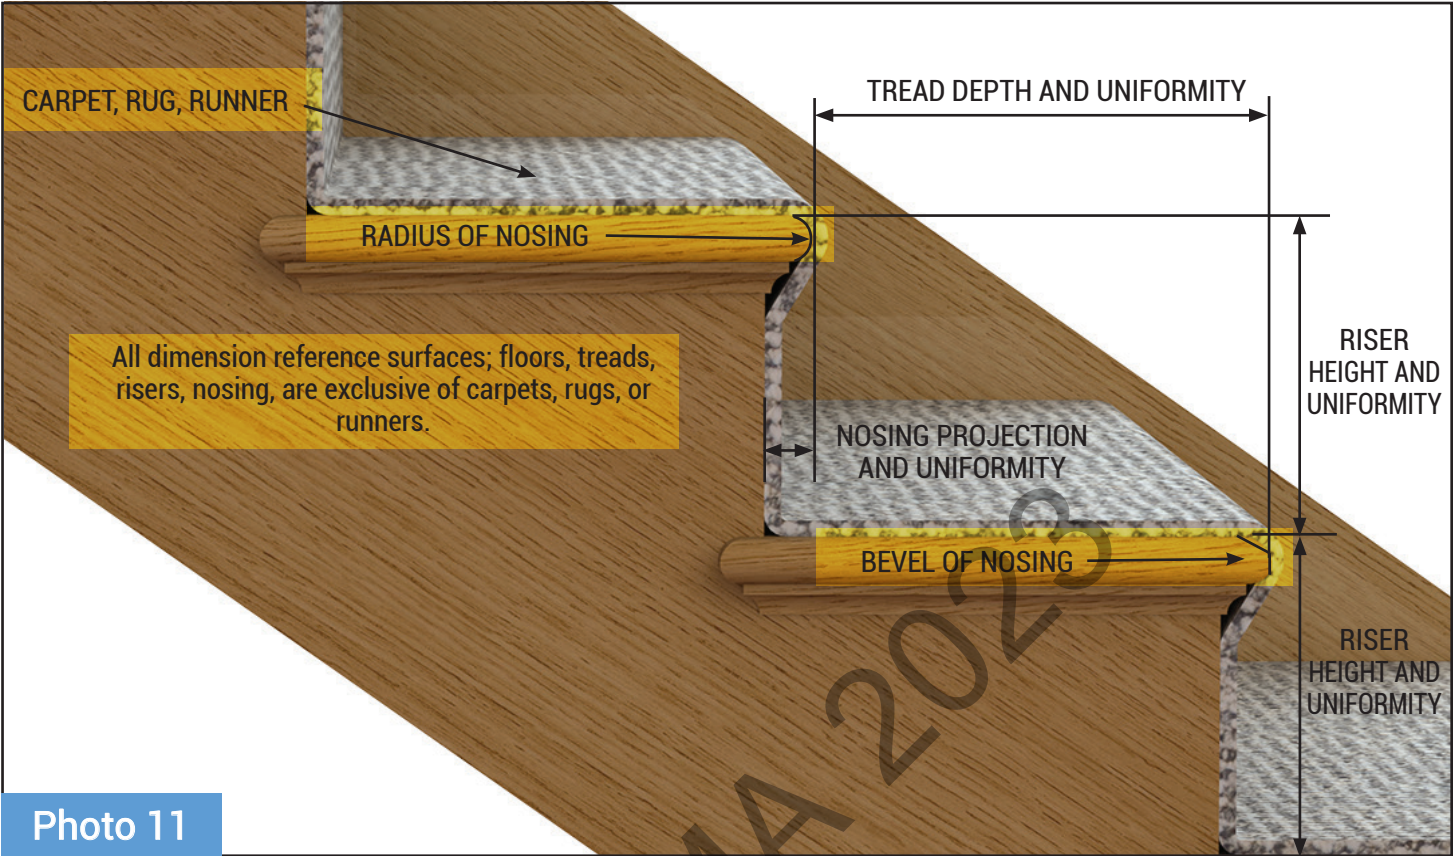 CARPET, RUG, RUNNER
TREAD DEPTH AND UNIFORMITY
RADIUS OF NOSING
All dimension reference surfaces; floors, treads,
risers, nosing, are exclusive of carpets, rugs, or
runners.
RISER
HEIGHT AND
UNIFORMITY
NOSING PROJECTION
AND UNIFORMITY
BEVEL OF NOSING
RISER
HEIGHT AND
UNIFORMITY
2023
Photo 11